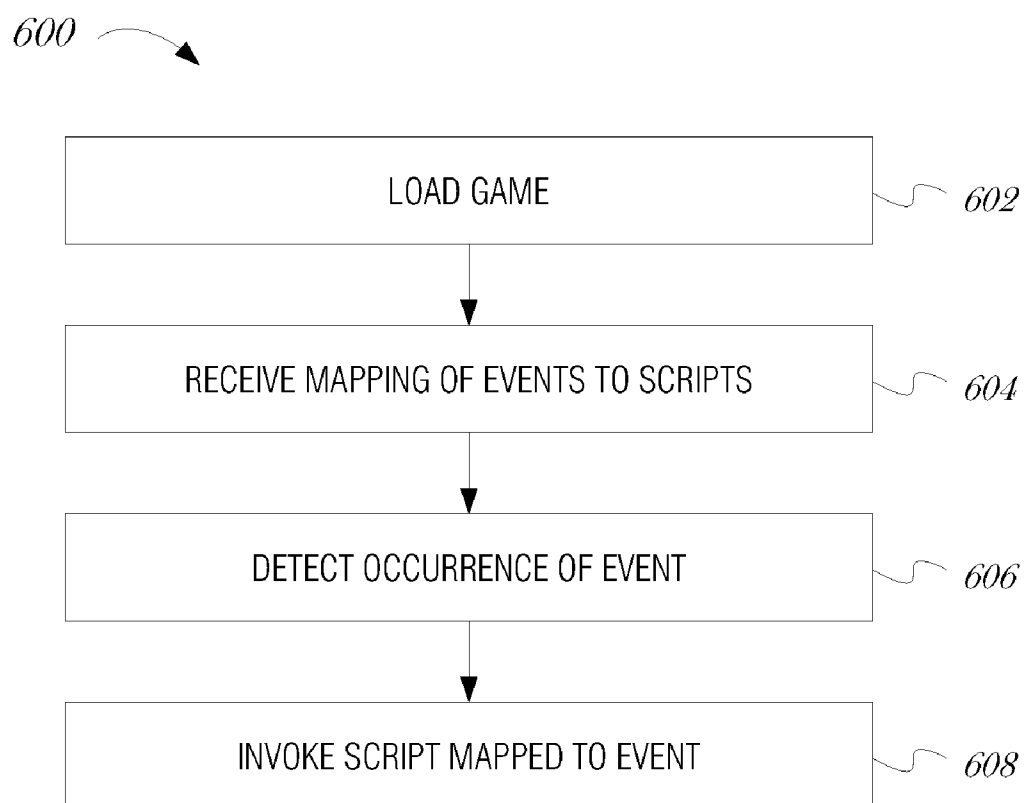 600
LOAD GAME
602
RECEIVE MAPPING OF EVENTS TO SCRIPTS
604
DETECT OCCURRENCE OF EVENT
606
INVOKE SCRIPT MAPPED TO EVENT
608